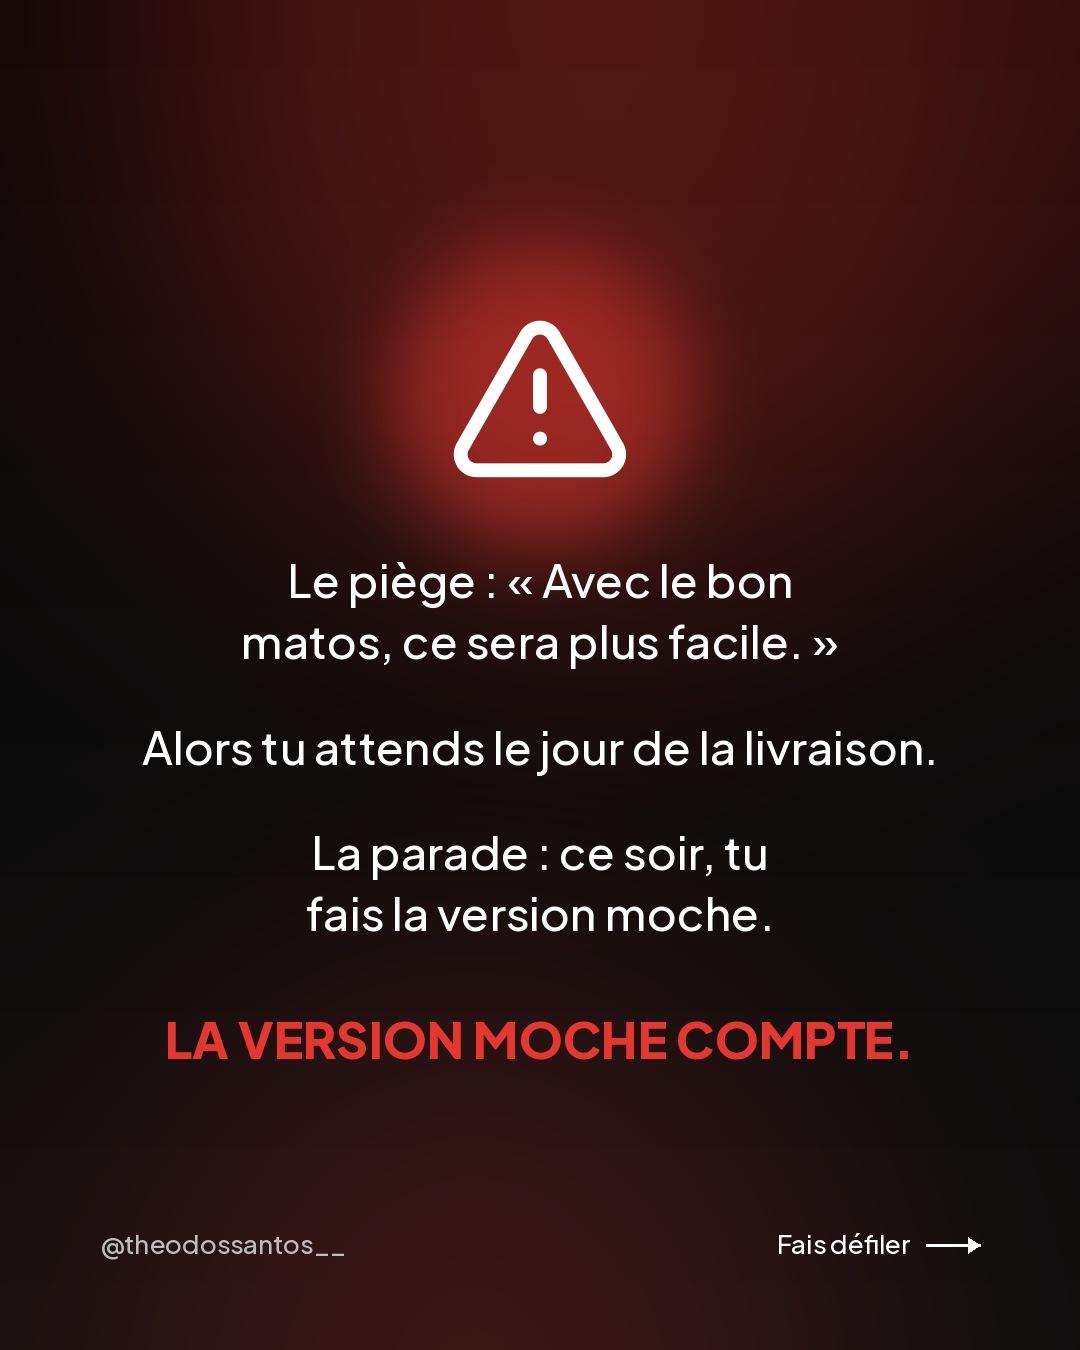 Le piège : « Avec le bon
matos, ce sera plus facile. »
Alors tu attends le jour de la livraison.
La parade : ce soir, tu
fais la version moche.
LA VERSION MOCHE COMPTE.
@theodossantos__
Fais défiler